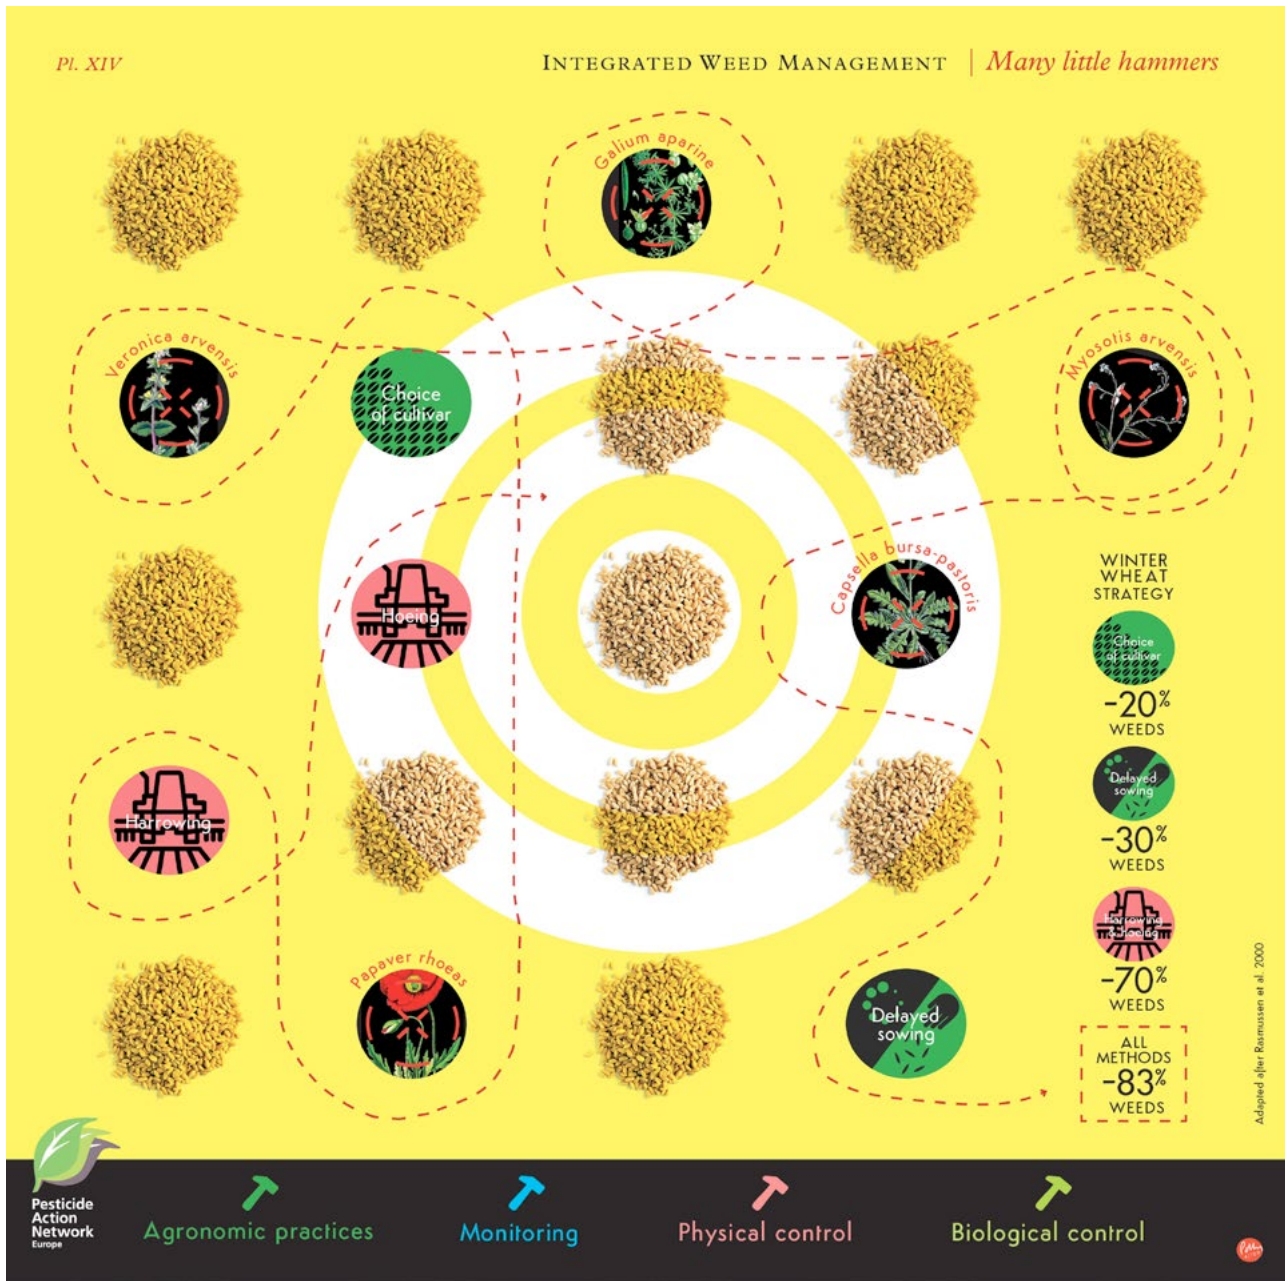 Pl. XIV
INTEGRATED WEED MANAGEMENT | Many little hammers
Galium aparine
Veronica arvensis
Choice
of cultivar
Myosotis arvensis
Hoeing
Capsella bursa-pastoris
Harrowing
Papaver rhoeas
Delayed
sowing
WINTER
WHEAT
STRATEGY
Choice
of cultivar
-20%
WEEDS
Delayed
sowing
-30%
WEEDS
Harrowing
& Hoeing
-70%
WEEDS
ALL
METHODS
-83%
WEEDS
Adapted after Rasmussen et al. 2000
Pesticide
Action
Network
Europe
Agronomic practices
Monitoring
Physical control
Biological control